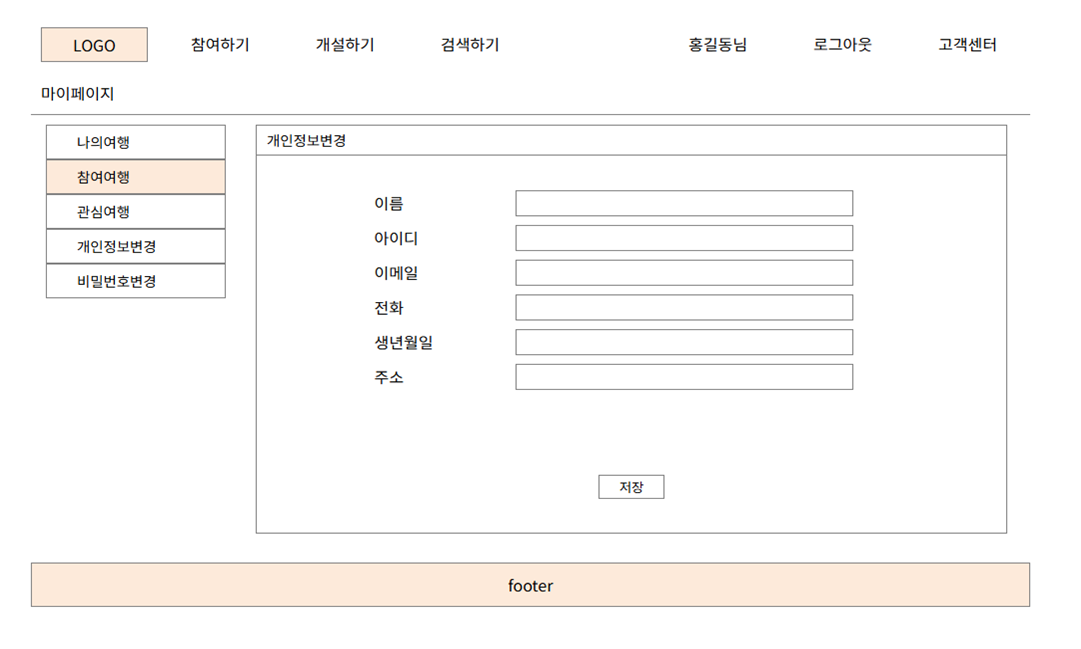 LOGO 참여하기 개설하기 검색하기 홍길동님 로그아웃 고객센터
마이페이지
나의여행
참여여행
관심여행
개인정보변경
비밀번호변경
개인정보변경
이름
아이디
이메일
전화
생년월일
주소
저장
footer